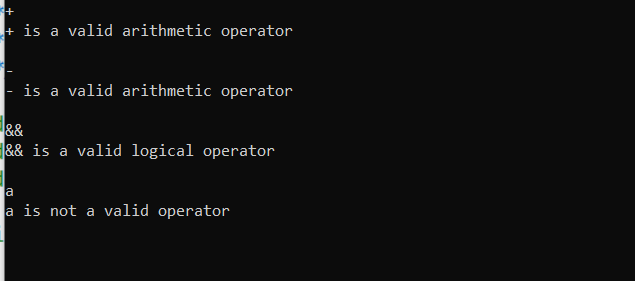 +
+ is a valid arithmetic operator
-
- is a valid arithmetic operator
&&
&& is a valid logical operator
a
a is not a valid operator